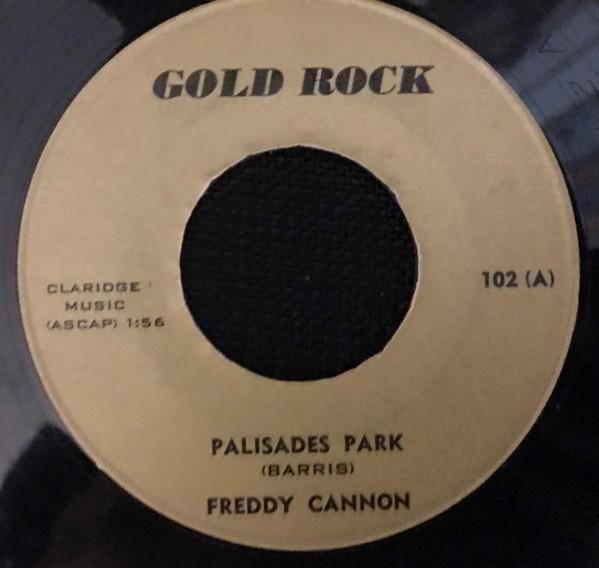 GOLD ROCK
CLARIDGE
MUSIC
(ASCAP) 1:56
102 (A)
PALISADES PARK
(BARRIS)
FREDDY CANNON